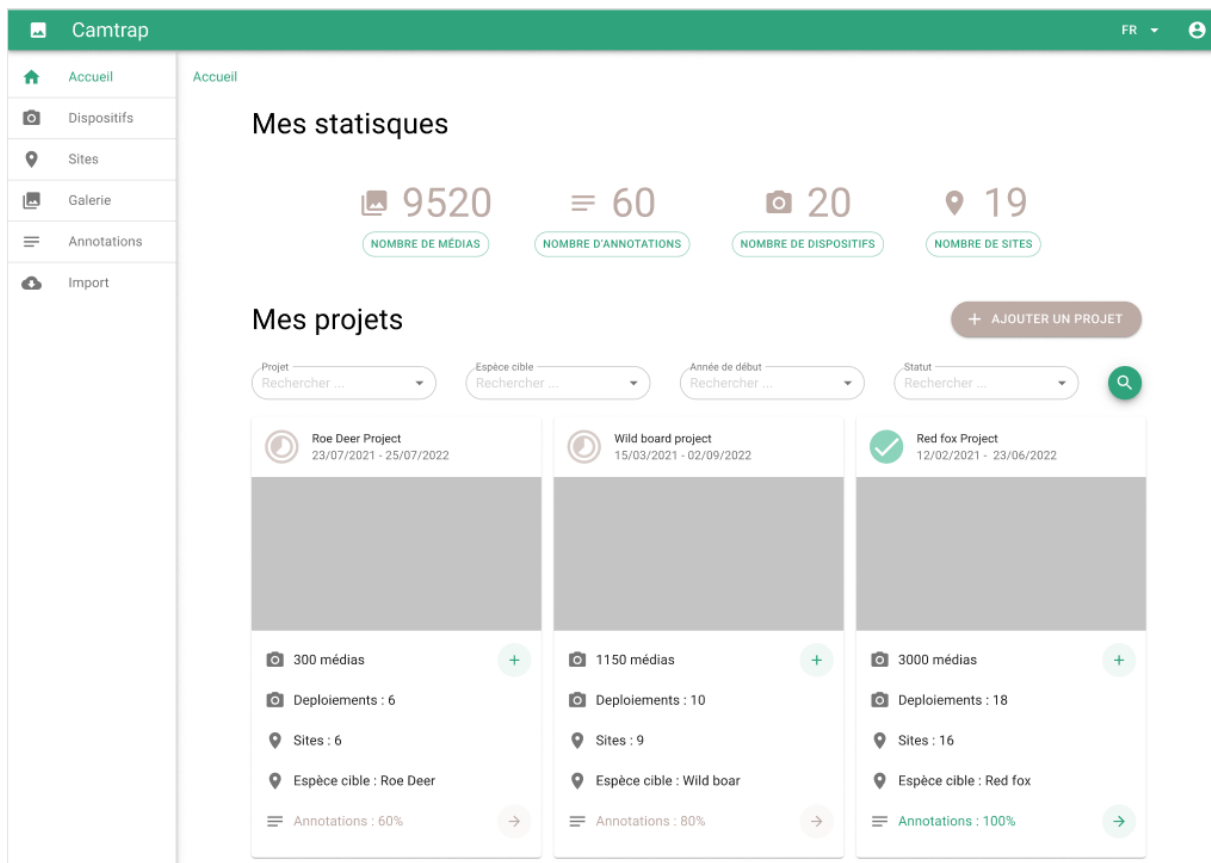 Camtrap
FR
Accueil
Dispositifs
Sites
Galerie
Annotations
Import
Accueil
Mes statisques
9520
60
20
19
NOMBRE DE MÉDIAS
NOMBRE D'ANNOTATIONS
NOMBRE DE DISPOSITIFS
NOMBRE DE SITES
Mes projets
+ AJOUTER UN PROJET
Projet
Rechercher ...
Espèce cible
Rechercher ...
Année de début
Rechercher ...
Statut
Rechercher ...
Roe Deer Project
23/07/2021 - 25/07/2022
300 médias
Deploiements : 6
Sites : 6
Espèce cible : Roe Deer
Annotations : 60%
Wild board project
15/03/2021 - 02/09/2022
1150 médias
Deploiements : 10
Sites : 9
Espèce cible : Wild boar
Annotations : 80%
Red fox Project
12/02/2021 - 23/06/2022
3000 médias
Deploiements : 18
Sites : 16
Espèce cible : Red fox
Annotations : 100%